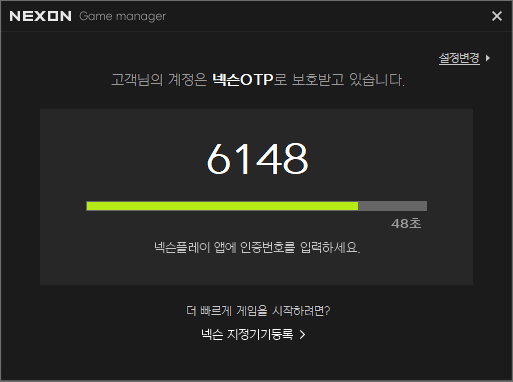 NEXON Game manager
설정변경
고객님의 계정은 넥슨OTP로 보호받고 있습니다.
6148
48초
넥슨플레이 앱에 인증번호를 입력하세요.
더 빠르게 게임을 시작하려면?
넥슨 지정기기등록 >